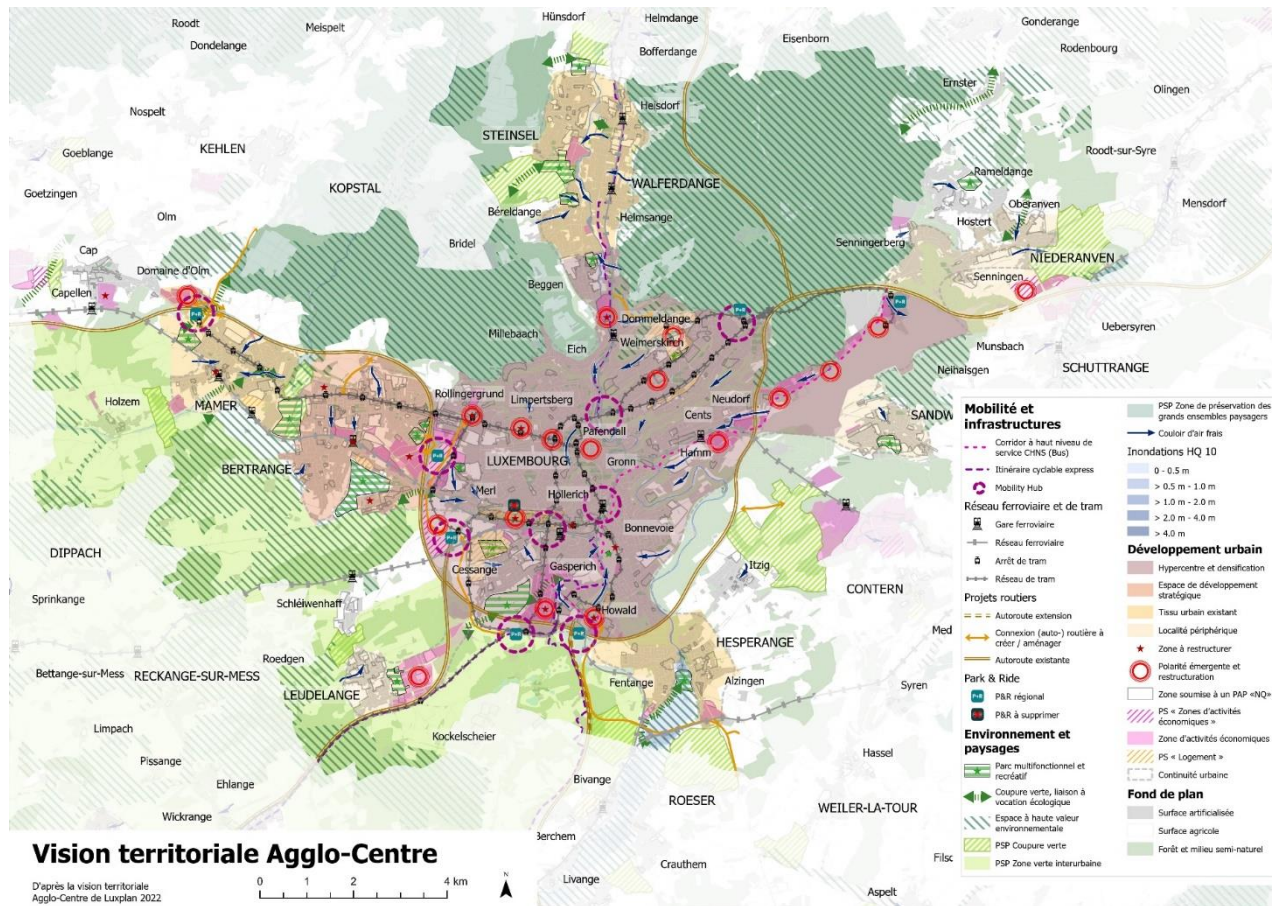 Roodt
Dondelange
Meispelt
Hünsdorf
Helmdange
Bofferdange
Eisenborn
Gonderange
Rodenbourg
Ernster
Olingen
Nospelt
Heisdorf
STEINSEL
KEHLEN
Goeblange
Roodt-sur-Syre
KOPSTAL
WALFERDANGE
Rameldange
Goetzingen
Béreldange
Oberanven
Mensdorf
Olm
Helmsange
Hostert
Bridel
Senningerberg
Cap
NIEDERANVEN
Domaine d'Olm
Senningen
Capellen
Beggen
P+R
P+R
P+R
Dommeldange
Uebersyren
Millebaach
Weimerskirch
Munsbach
Eich
SCHUTTRANGE
Neihaisgen
Holzem
MAMER
Rollingergrund
Limpertsberg
Neudorf
Cents
SANDW
Pafendall
BERTRANGE
LUXEMBOURG
Gronn
Hamm
P+R
Merl
Hollerich
Bonnevoie
DIPPACH
P+R
Itzig
Cessange
Gasperich
CONTERN
Sprinkange
Schléiwenhaff
Howald
P+R
P+R
Roedgen
HESPERANGE
Med
Bettange-sur-Mess
RECKANGE-SUR-MESS
LEUDELANGE
Fentange
Alzingen
Syren
Limpach
Kockelscheier
Pissange
Hassel
Ehlange
Bivange
ROESER
WEILER-LA-TOUR
Wickrange
Berchem
Crauthem
Livange
Aspelt
Fils
Mobilité et
infrastructures
Corridor à haut niveau de
service CHNS (Bus)
Itinéraire cyclable express
Mobility Hub
Réseau ferroviaire et de tram
Gare ferroviaire
Réseau ferroviaire
Arrêt de tram
Réseau de tram
Projets routiers
Autoroute extension
Connexion (auto-) routière à
créer / aménager
Autoroute existante
Park & Ride
P+R
P&R régional
P&R à supprimer
Environnement et
paysages
Parc multifonctionnel et
recréatif
Coupure verte, liaison à
vocation écologique
Espace à haute valeur
environnementale
PSP Coupure verte
PSP Zone verte interurbaine
PSP Zone de préservation des
grands ensembles paysagers
Couloir d'air frais
Inondations HQ 10
0 - 0.5 m
> 0.5 m - 1.0 m
> 1.0 m - 2.0 m
> 2.0 m - 4.0 m
> 4.0 m
Développement urbain
Hypercentre et densification
Espace de développement
stratégique
Tissu urbain existant
Localité périphérique
Zone à restructurer
Polarité émergente et
restructuration
Zone soumise à un PAP «NQ»
PS « Zones d'activités
économiques »
Zone d'activités économiques
PS « Logement »
Continuité urbaine
Fond de plan
Surface artificialisée
Surface agricole
Forêt et milieu semi-naturel
Vision territoriale Agglo-Centre
D'après la vision territoriale
Agglo-Centre de Luxplan 2022
0 1 2 4 km
N